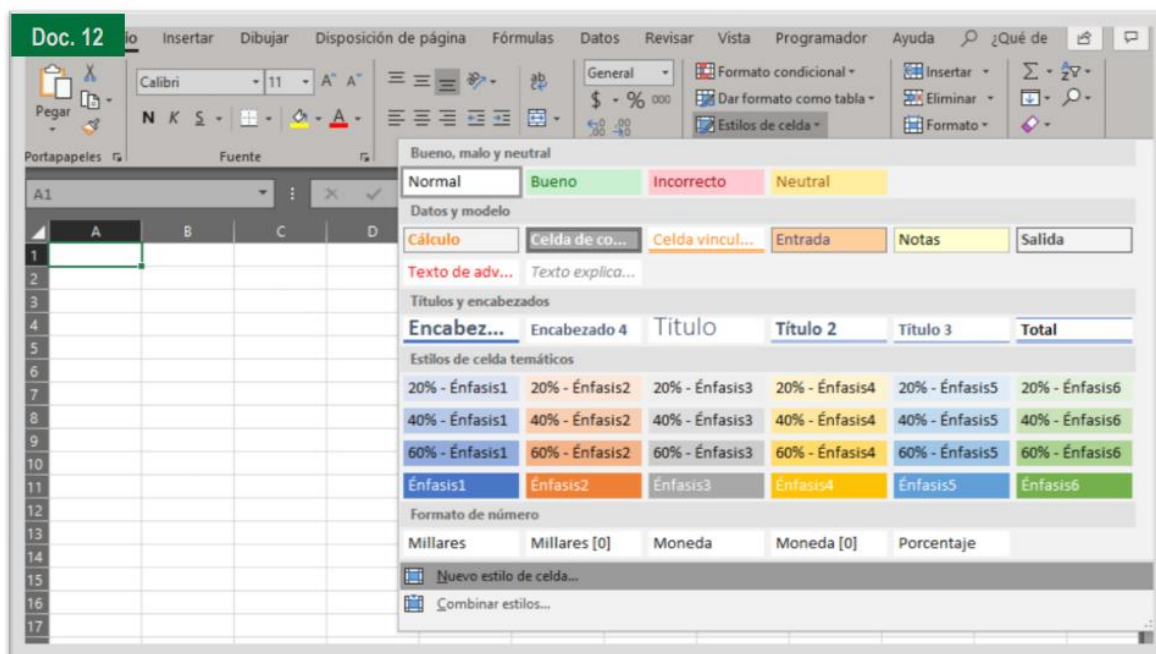 Doc. 12
io Insertar Dibujar Disposición de página Fórmulas Datos Revisar Vista Programador Ayuda ¿Qué de
Pegar
Calibri 11 A A
General
Formato condicional
Insertar
Σ
$ % 000
Dar formato como tabla
Eliminar
N K S A
Estilos de celda
Formato
Portapapeles Fuente
Bueno, malo y neutral
A1
Normal Bueno Incorrecto Neutral
Datos y modelo
A B C D
Cálculo Celda de co... Celda vincul... Entrada Notas Salida
Texto de adv... Texto explica...
Títulos y encabezados
Encabez... Encabezado 4 Título Título 2 Título 3 Total
Estilos de celda temáticos
20% - Énfasis1 20% - Énfasis2 20% - Énfasis3 20% - Énfasis4 20% - Énfasis5 20% - Énfasis6
40% - Énfasis1 40% - Énfasis2 40% - Énfasis3 40% - Énfasis4 40% - Énfasis5 40% - Énfasis6
60% - Énfasis1 60% - Énfasis2 60% - Énfasis3 60% - Énfasis4 60% - Énfasis5 60% - Énfasis6
Énfasis1 Énfasis2 Énfasis3 Énfasis4 Énfasis5 Énfasis6
Formato de número
Millares Millares [0] Moneda Moneda [0] Porcentaje
Nuevo estilo de celda...
Combinar estilos...
1
2
3
4
5
6
7
8
9
10
11
12
13
14
15
16
17